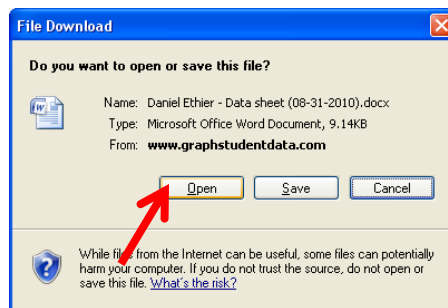 File Download
Do you want to open or save this file?
Name: Daniel Ethier - Data sheet (08-31-2010).docx
Type: Microsoft Office Word Document, 9.14KB
From: www.graphstudentdata.com
Open Save Cancel
While files from the Internet can be useful, some files can potentially
harm your computer. If you do not trust the source, do not open or
save this file. What's the risk?